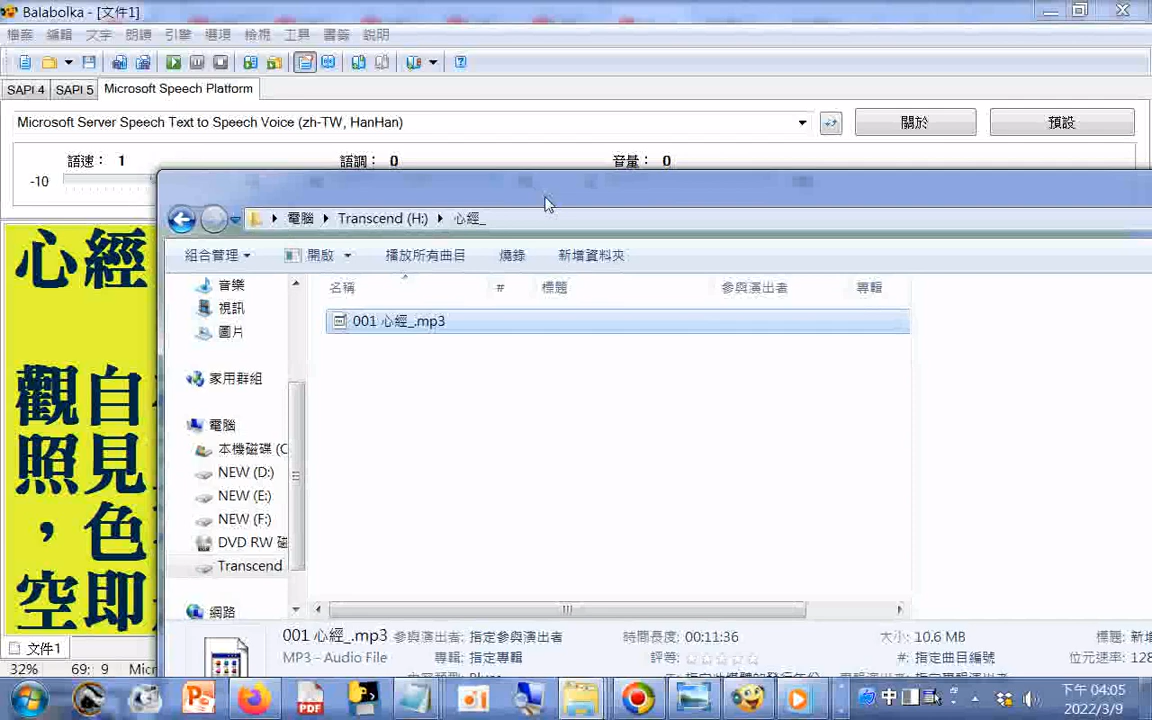 Balabolka - [文件1]
檔案 編輯 文字 朗讀 引擎 選項 檢視 工具 書籤 說明
SAPI 4 SAPI 5 Microsoft Speech Platform
Microsoft Server Speech Text to Speech Voice (zh-TW, HanHan) 關於 預設
語速： 1 語調： 0 音量： 0
-10
電腦 Transcend (H:) 心經_
組合管理 開啟 播放所有曲目 燒錄 新增資料夾
名稱 # 標題 參與演出者 專輯
001 心經_.mp3
音樂
視訊
圖片
家用群組
電腦
本機磁碟 (C
NEW (D:)
NEW (E:)
NEW (F:)
DVD RW 磁
Transcend
網路
心經
觀自
照見
，色
空即
001 心經_.mp3 參與演出者: 指定參與演出者 時間長度: 00:11:36 大小: 10.6 MB 標題: 新增
MP3 - Audio File 專輯: 指定專輯 評等: #: 指定曲目編號 位元速率: 128
文件1
32% 69: 9 Micr
中
下午 04:05
2022/3/9